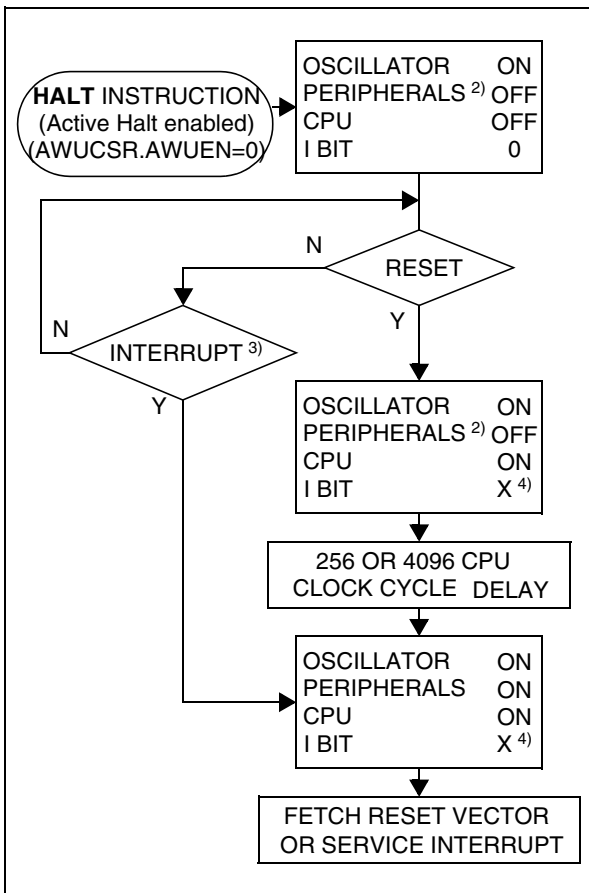 HALT INSTRUCTION
(Active Halt enabled)
(AWUCSR.AWUEN=0)
OSCILLATOR ON
PERIPHERALS 2) OFF
CPU OFF
I BIT 0
RESET
N
Y
INTERRUPT 3)
N
Y
OSCILLATOR ON
PERIPHERALS 2) OFF
CPU ON
I BIT X 4)
256 OR 4096 CPU
CLOCK CYCLE DELAY
OSCILLATOR ON
PERIPHERALS ON
CPU ON
I BIT X 4)
FETCH RESET VECTOR
OR SERVICE INTERRUPT